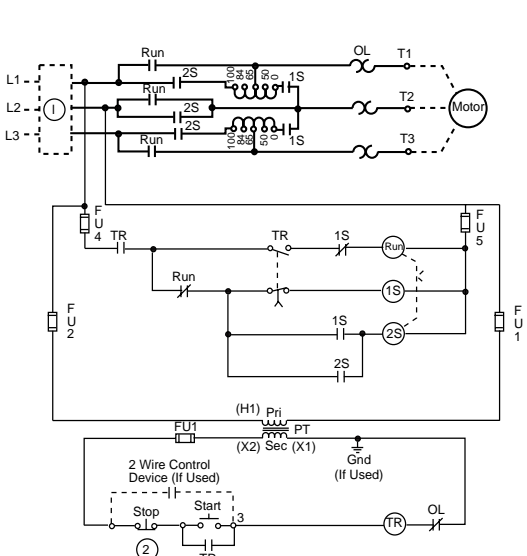 Run
OL
T1
L1
2S
100
84
65
50
0
1S
Run
L2
I
2S
T2
Motor
L3
2S
Run
100
84
65
50
0
1S
T3
F
U
4
F
U
5
TR
TR
1S
Run
Run
1S
F
U
2
F
U
1
1S
2S
2S
(H1) Pri
PT
FU1
(X2) Sec (X1)
Gnd
(If Used)
2 Wire Control
Device (If Used)
Stop
Start
3
TR
OL
2
TR